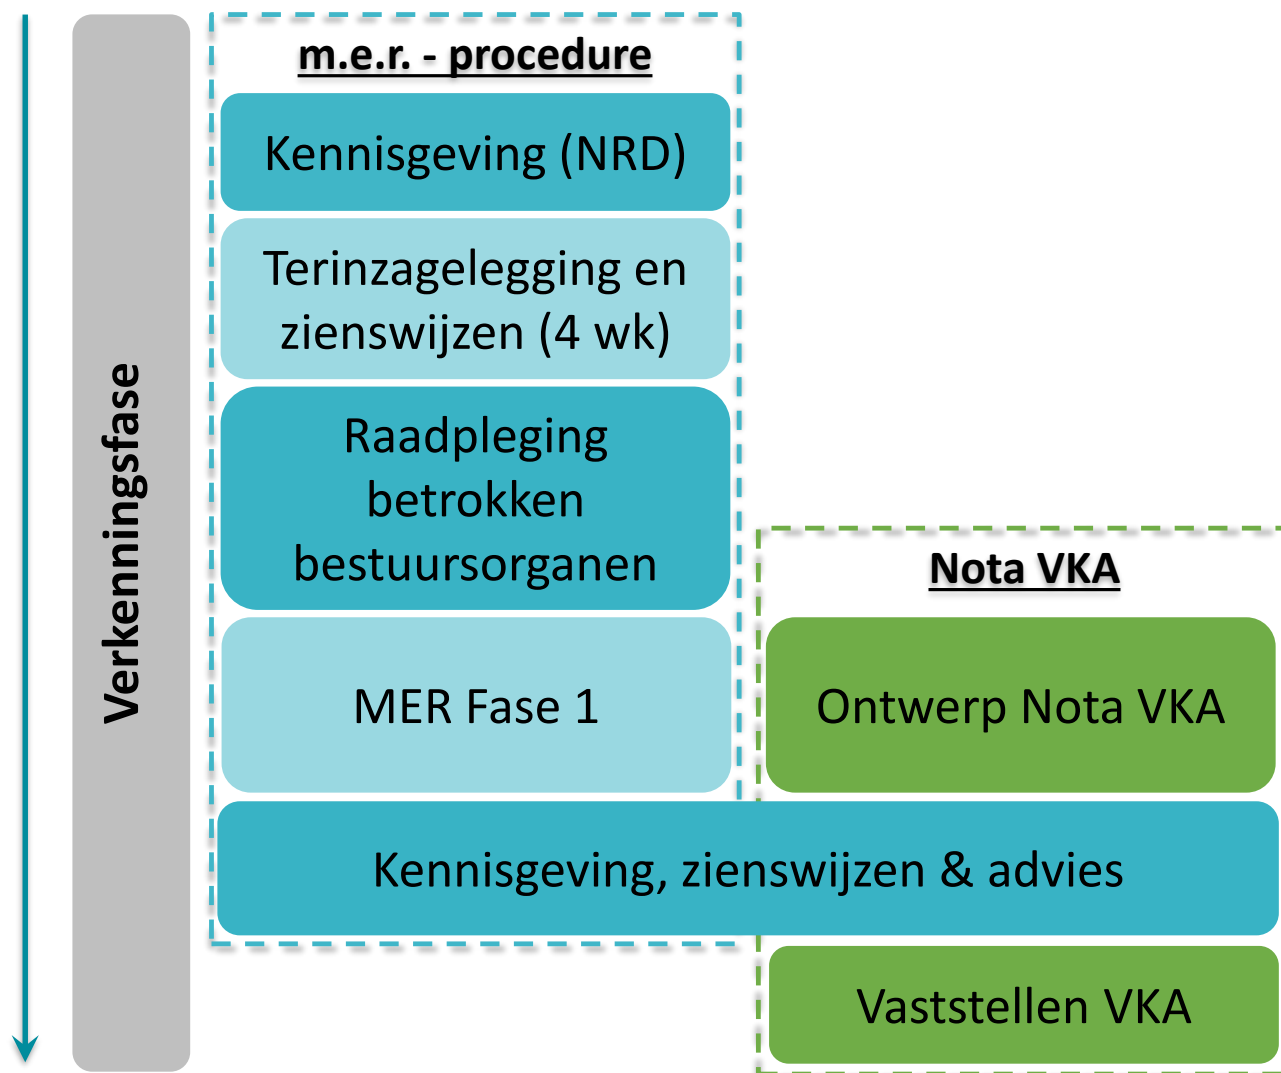 Verkenningsfase
m.e.r. - procedure
Kennisgeving (NRD)
Terinzagelegging en
zienswijzen (4 wk)
Raadpleging
betrokken
bestuursorganen
MER Fase 1
Nota VKA
Ontwerp Nota VKA
Kennisgeving, zienswijzen & advies
Vaststellen VKA